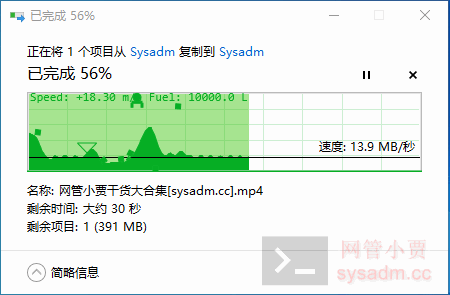 已完成 56%
正在将 1 个项目从 Sysadm 复制到 Sysadm
已完成 56%
Speed: +18.30 m/ Fuel: 10000.0 L
速度: 13.9 MB/秒
名称: 网管小贾干货大合集[sysadm.cc].mp4
剩余时间: 大约 30 秒
剩余项目: 1 (391 MB)
简略信息
网管小贾
sysadm.cc